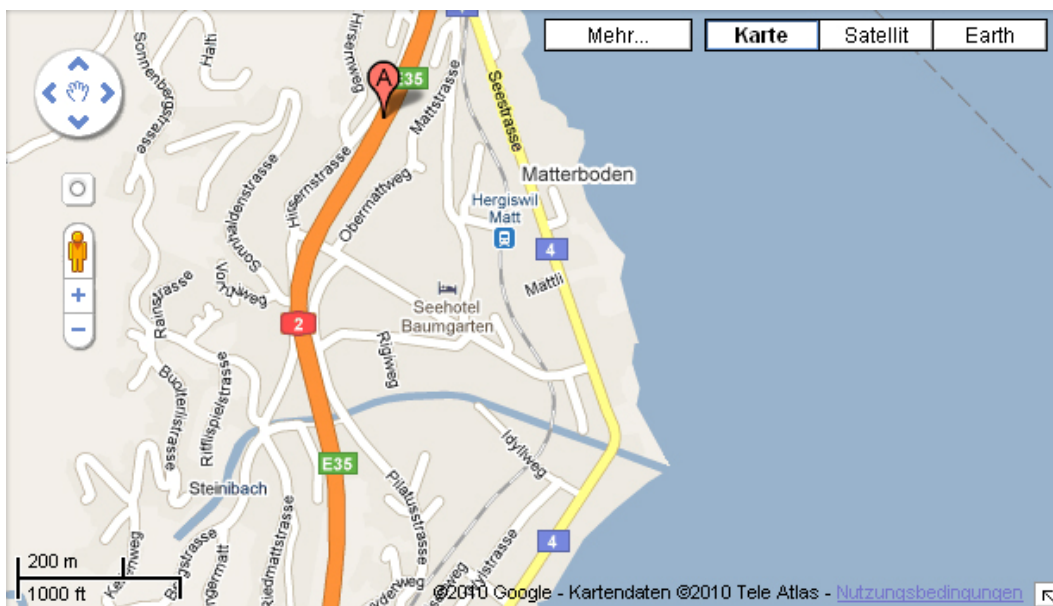 Mehr...
Karte
Satellit
Earth
Sonnenbergstrasse
Halti
Hirsernweg
A
E35
Mattstrasse
Seestrasse
Matterboden
Hergiswil
Matt
4
Hirsernstrasse
Obermattweg
Sonnhaldenstrasse
Mattli
Seehotel
Baumgarten
2
Rainstrasse
Rigiweg
Rifflispielstrasse
Idyllweg
E35
Steinibach
Pilatusstrasse
Riedmattstrasse
4
200 m
1000 ft
©2010 Google - Kartendaten ©2010 Tele Atlas - Nutzungsbedingungen